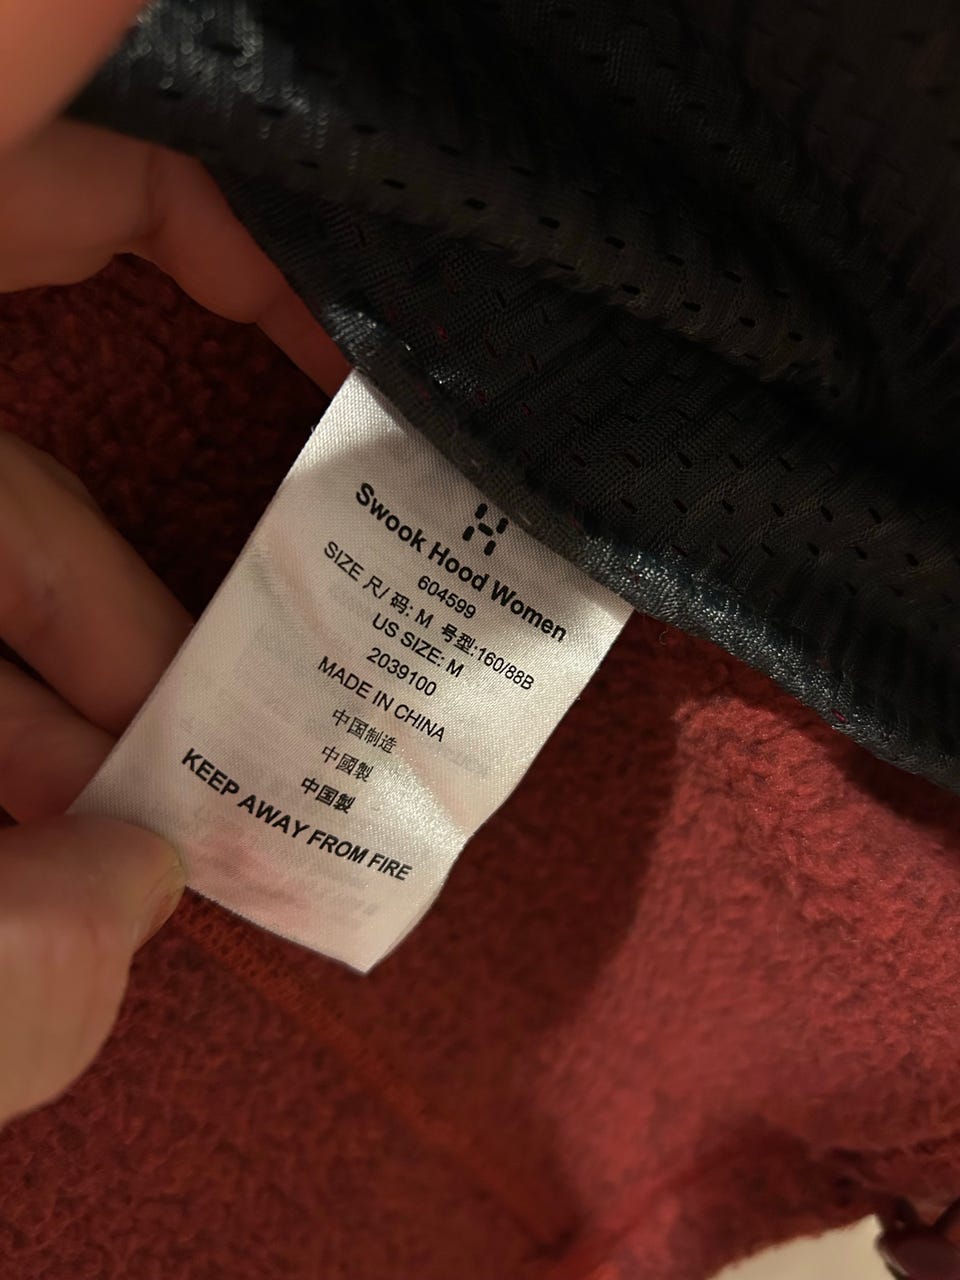 Swook Hood Women
604599
SIZE 尺/ 码: M 号型:160/88B
US SIZE: M
2039100
MADE IN CHINA
中国制造
中國製
中国製
KEEP AWAY FROM FIRE